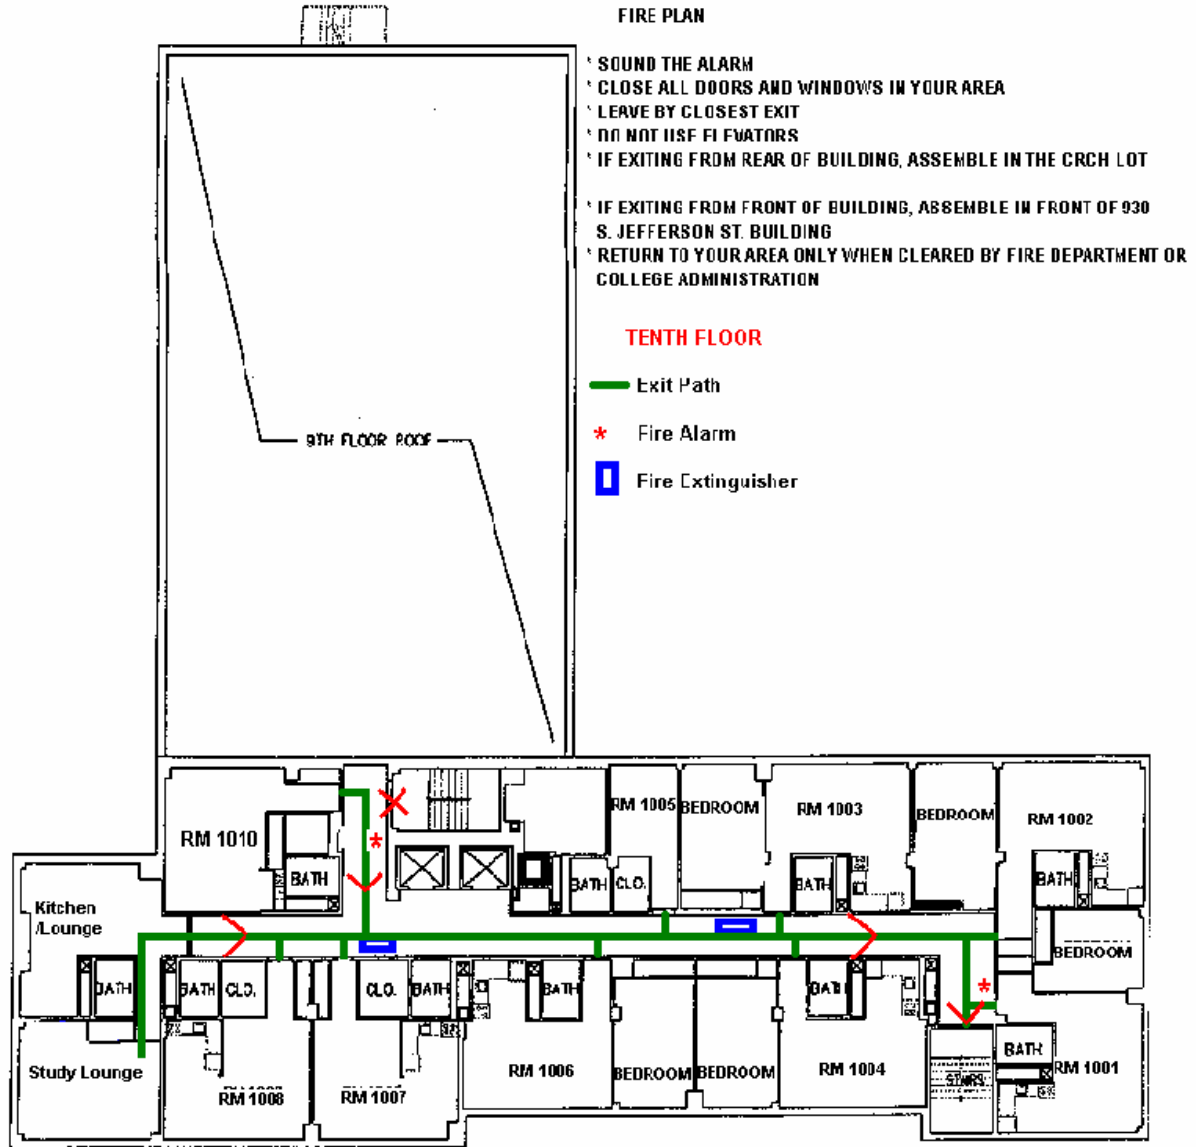 FIRE PLAN
* SOUND THE ALARM
* CLOSE ALL DOORS AND WINDOWS IN YOUR AREA
* LEAVE BY CLOSEST EXIT
* DO NOT USE ELEVATORS
* IF EXITING FROM REAR OF BUILDING, ASSEMBLE IN THE CRCH LOT
* IF EXITING FROM FRONT OF BUILDING, ASSEMBLE IN FRONT OF 930
S. JEFFERSON ST. BUILDING
* RETURN TO YOUR AREA ONLY WHEN CLEARED BY FIRE DEPARTMENT OR
COLLEGE ADMINISTRATION
TENTH FLOOR
Exit Path
* Fire Alarm
Fire Extinguisher
9TH FLOOR ROOF
RM 1010
BATH
RM 1005
BEDROOM
RM 1003
BEDROOM
RM 1002
BATH
CLO.
BATH
BATH
Kitchen
/Lounge
BEDROOM
BATH
BATH
CLO.
CLO.
BATH
BATH
BATH
STAIRS
BATH
Study Lounge
RM 1008
RM 1007
RM 1006
BEDROOM
BEDROOM
RM 1004
RM 1001